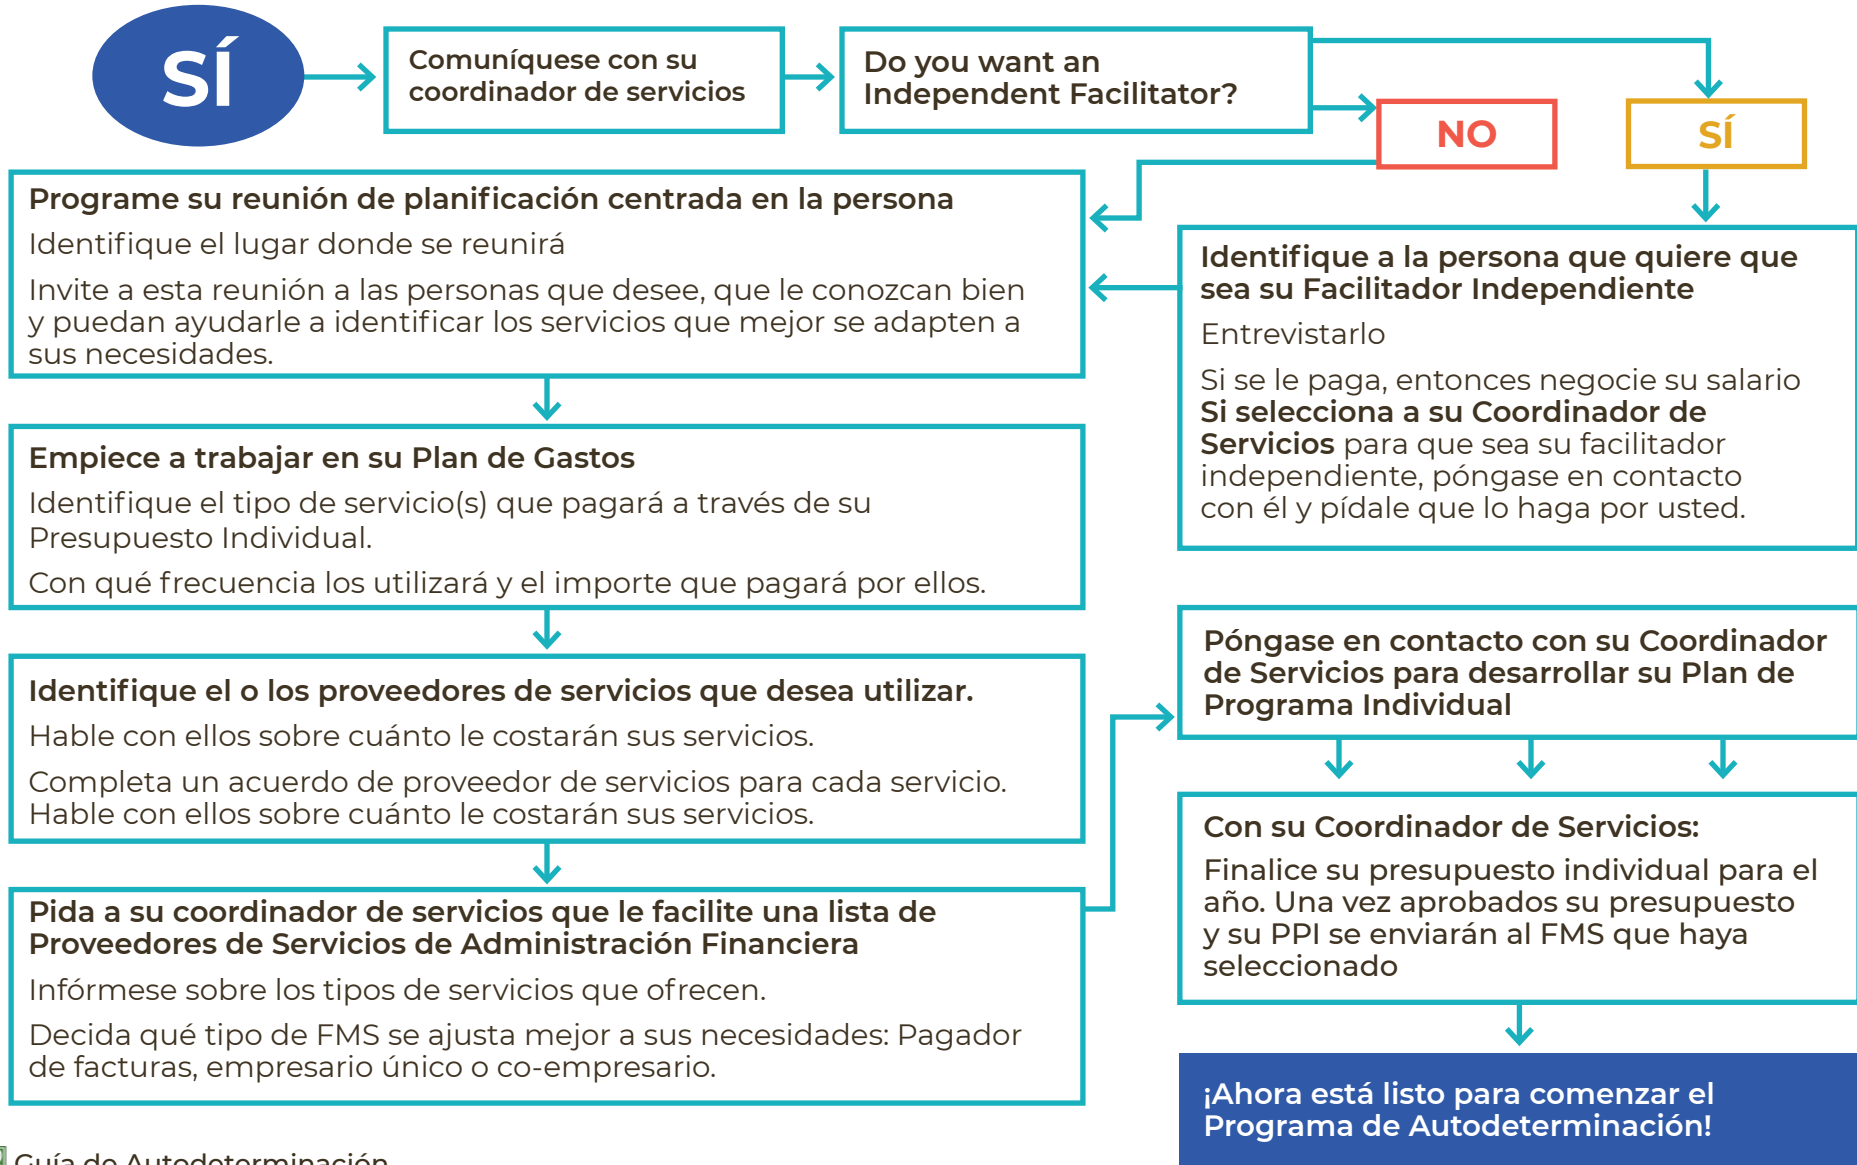 SÍ
Comuníquese con su
coordinador de servicios
Do you want an
Independent Facilitator?
NO
SÍ
Programe su reunión de planificación centrada en la persona
Identifique el lugar donde se reunirá
Invite a esta reunión a las personas que desee, que le conozcan bien
y puedan ayudarle a identificar los servicios que mejor se adapten a
sus necesidades.
Identifique a la persona que quiere que
sea su Facilitador Independiente
Entrevistarlo
Si se le paga, entonces negocie su salario
Si selecciona a su Coordinador de
Servicios para que sea su facilitador
independiente, póngase en contacto
con él y pídale que lo haga por usted.
Empiece a trabajar en su Plan de Gastos
Identifique el tipo de servicio(s) que pagará a través de su
Presupuesto Individual.
Con qué frecuencia los utilizará y el importe que pagará por ellos.
Identifique el o los proveedores de servicios que desea utilizar.
Hable con ellos sobre cuánto le costarán sus servicios.
Completa un acuerdo de proveedor de servicios para cada servicio.
Hable con ellos sobre cuánto le costarán sus servicios.
Pida a su coordinador de servicios que le facilite una lista de
Proveedores de Servicios de Administración Financiera
Infórmese sobre los tipos de servicios que ofrecen.
Decida qué tipo de FMS se ajusta mejor a sus necesidades: Pagador
de facturas, empresario único o co-empresario.
Póngase en contacto con su Coordinador
de Servicios para desarrollar su Plan de
Programa Individual
Con su Coordinador de Servicios:
Finalice su presupuesto individual para el
año. Una vez aprobados su presupuesto
y su PPI se enviarán al FMS que haya
seleccionado
¡Ahora está listo para comenzar el
Programa de Autodeterminación!
Guía de Autodeterminación